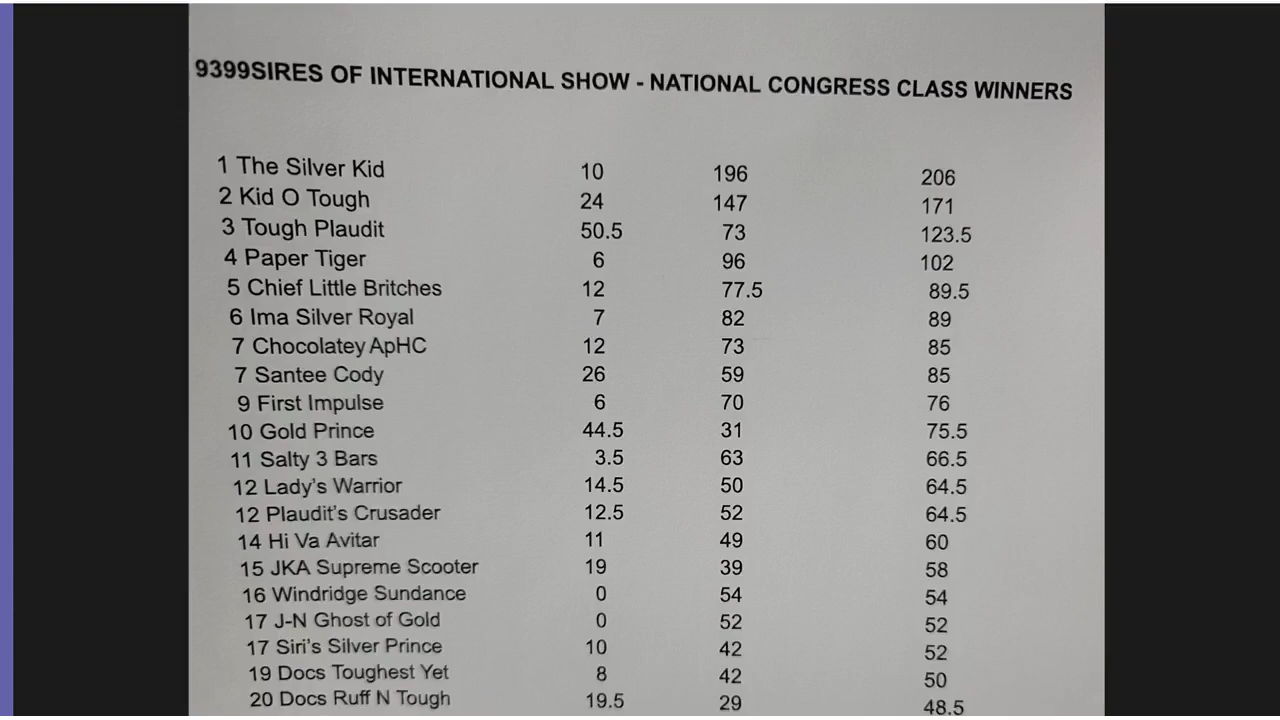 9399SIRES OF INTERNATIONAL SHOW - NATIONAL CONGRESS CLASS WINNERS
1 The Silver Kid 10 196 206
2 Kid O Tough 24 147 171
3 Tough Plaudit 50.5 73 123.5
4 Paper Tiger 6 96 102
5 Chief Little Britches 12 77.5 89.5
6 Ima Silver Royal 7 82 89
7 Chocolatey ApHC 12 73 85
7 Santee Cody 26 59 85
9 First Impulse 6 70 76
10 Gold Prince 44.5 31 75.5
11 Salty 3 Bars 3.5 63 66.5
12 Lady's Warrior 14.5 50 64.5
12 Plaudit's Crusader 12.5 52 64.5
14 Hi Va Avitar 11 49 60
15 JKA Supreme Scooter 19 39 58
16 Windridge Sundance 0 54 54
17 J-N Ghost of Gold 0 52 52
17 Siri's Silver Prince 10 42 52
19 Docs Toughest Yet 8 42 50
20 Docs Ruff N Tough 19.5 29 48.5